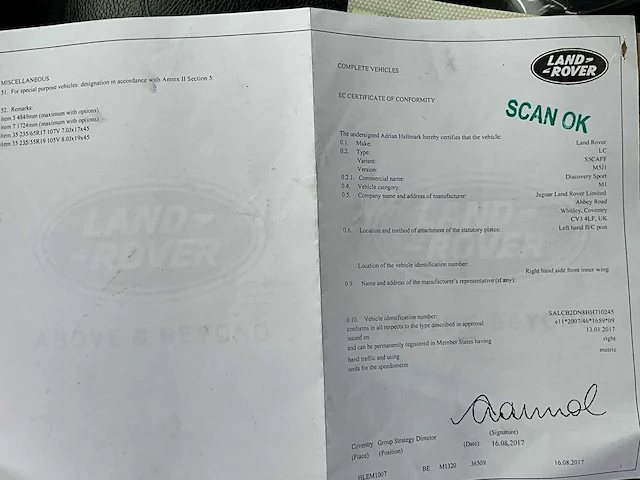 MISCELLANEOUS
51. For special purpose vehicles: designation in accordance with Annex II Section 5:
52. Remarks:
item 5 4849mm (maximum with options)
item 7 1724mm (maximum with options)
item 35 235/65R17 107V 7.0Jx17x45
item 35 235/55R19 105V 8.0Jx19x45
LAND-
-ROVER
COMPLETE VEHICLES
LAND-
-ROVER
EC CERTIFICATE OF CONFORMITY
SCAN OK
The undersigned Adrian Hallmark hereby certifies that the vehicle:
0.1. Make: Land Rover
0.2. Type: LC
Variant: S5CAFF
Version: M5J1
0.2.1. Commercial name: Discovery Sport
0.4. Vehicle category: M1
0.5. Company name and address of manufacturer: Jaguar Land Rover Limited
Abbey Road
Whitley, Coventry
CV3 4LF, UK
0.6. Location and method of attachment of the statutory plates: Left hand B/C post
Location of the vehicle identification number: Right hand side front inner wing
0.9. Name and address of the manufacturer's representative (if any):
0.10. Vehicle identification number: SALCB2DN8HH710245
conforms in all respects to the type described in approval e11*2007/46*1659*09
issued on 13.01.2017
and can be permanently registered in Member States having right
hand traffic and using metric
units for the speedometer
Coventry Group Strategy Director (Signature)
(Place) (Position) (Date): 16.08.2017
HLEM1007 BE M1320 36509 16.08.2017